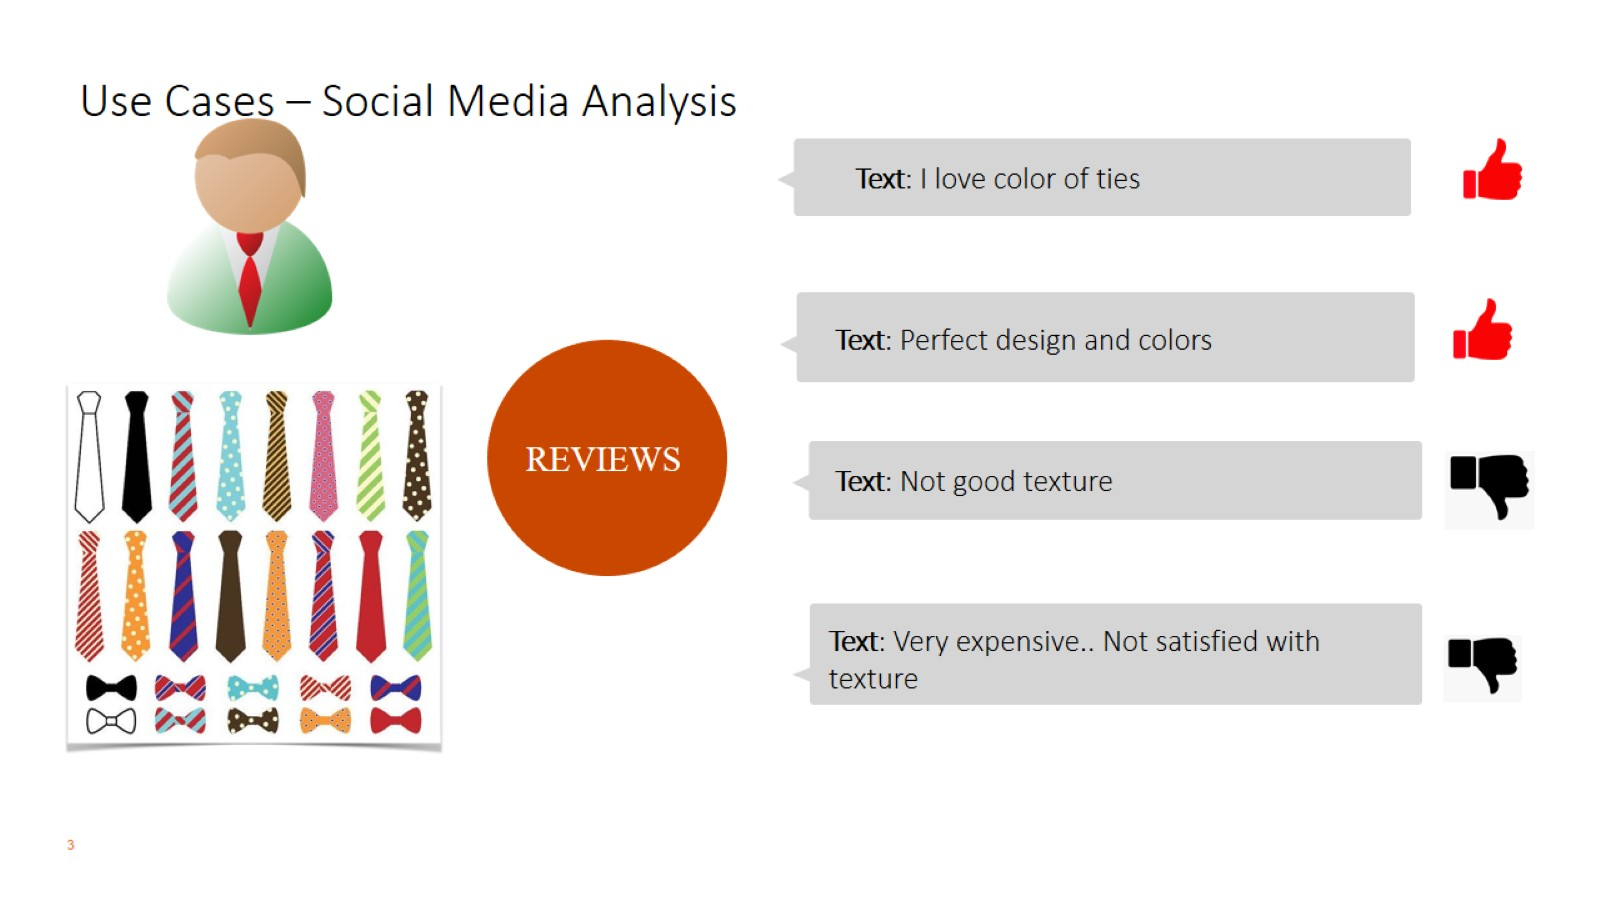 Use Cases – Social Media Analysis
Text: I love color of ties
Text: Perfect design and colors
REVIEWS
Text: Not good texture
Text: Very expensive.. Not satisfied with
texture
3